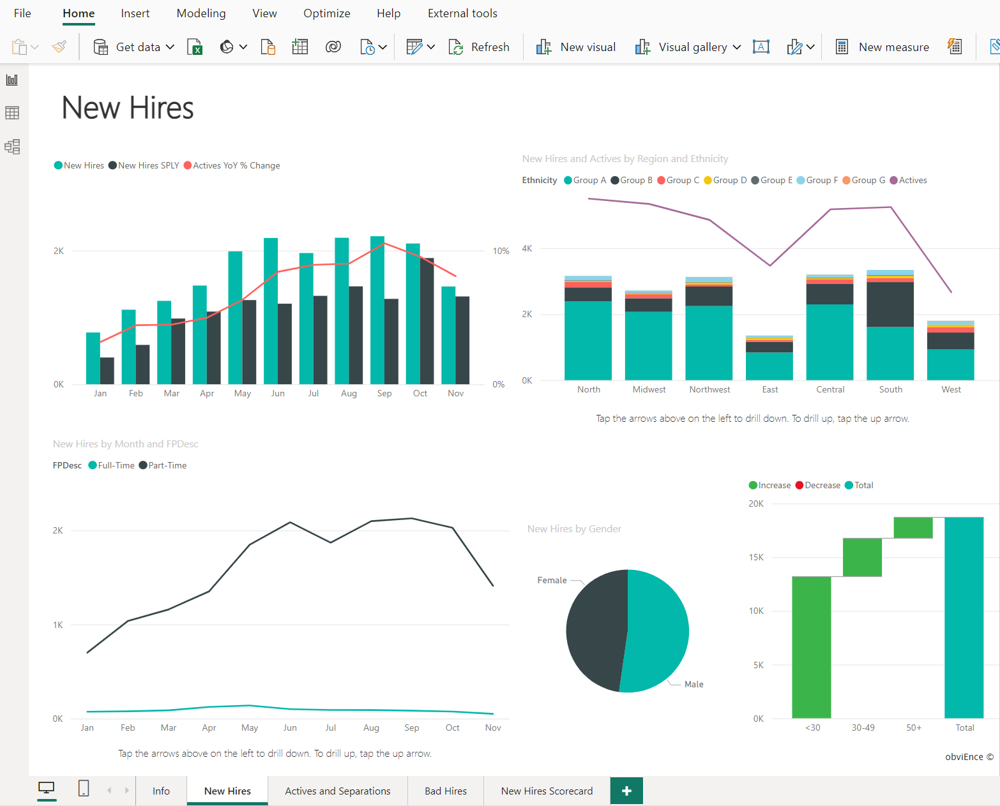 File Home Insert Modeling View Optimize Help External tools
Get data Refresh New visual Visual gallery A New measure
New Hires
New Hires New Hires SPLY Actives YoY % Change
2K 10%
0K 0%
Jan Feb Mar Apr May Jun Jul Aug Sep Oct Nov
New Hires and Actives by Region and Ethnicity
Ethnicity Group A Group B Group C Group D Group E Group F Group G Actives
4K
2K
0K
North Midwest Northwest East Central South West
Tap the arrows above on the left to drill down. To drill up, tap the up arrow.
New Hires by Month and FPDesc
FPDesc Full-Time Part-Time
2K
1K
0K
Jan Feb Mar Apr May Jun Jul Aug Sep Oct Nov
Tap the arrows above on the left to drill down. To drill up, tap the up arrow.
New Hires by Gender
Female
Male
Increase Decrease Total
20K
15K
10K
5K
0K
<30 30-49 50+ Total
obviEnce ©
Info New Hires Actives and Separations Bad Hires New Hires Scorecard +